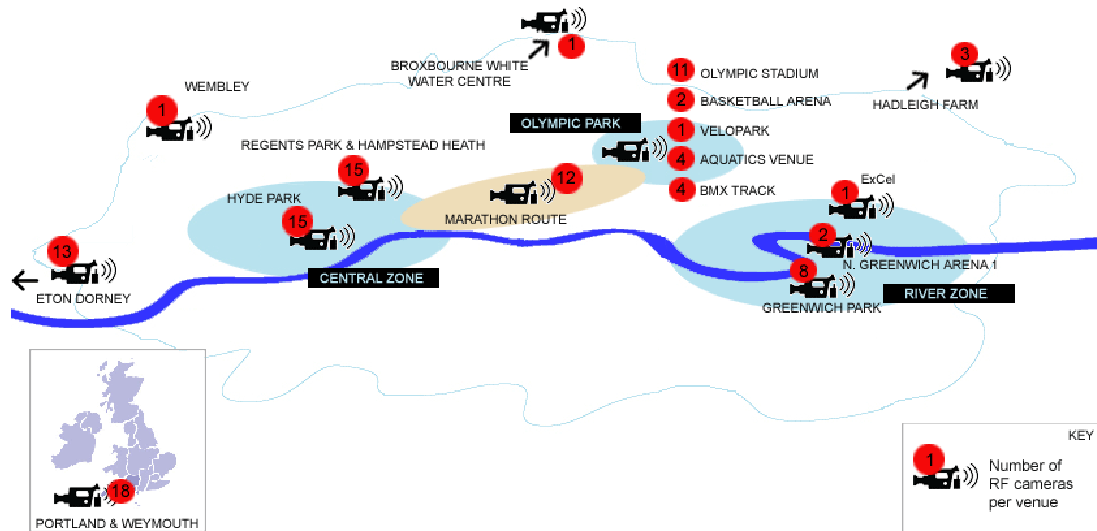 1
BROXBOURNE WHITE
WATER CENTRE
3
HADLEIGH FARM
WEMBLEY
1
11 OLYMPIC STADIUM
2 BASKETBALL ARENA
OLYMPIC PARK
1 VELOPARK
4 AQUATICS VENUE
4 BMX TRACK
REGENTS PARK & HAMPSTEAD HEATH
15
12
MARATHON ROUTE
HYDE PARK
15
CENTRAL ZONE
ExCel
1
2
N. GREENWICH ARENA 1
8
GREENWICH PARK
RIVER ZONE
13
ETON DORNEY
18
PORTLAND & WEYMOUTH
KEY
1
Number of
RF cameras
per venue